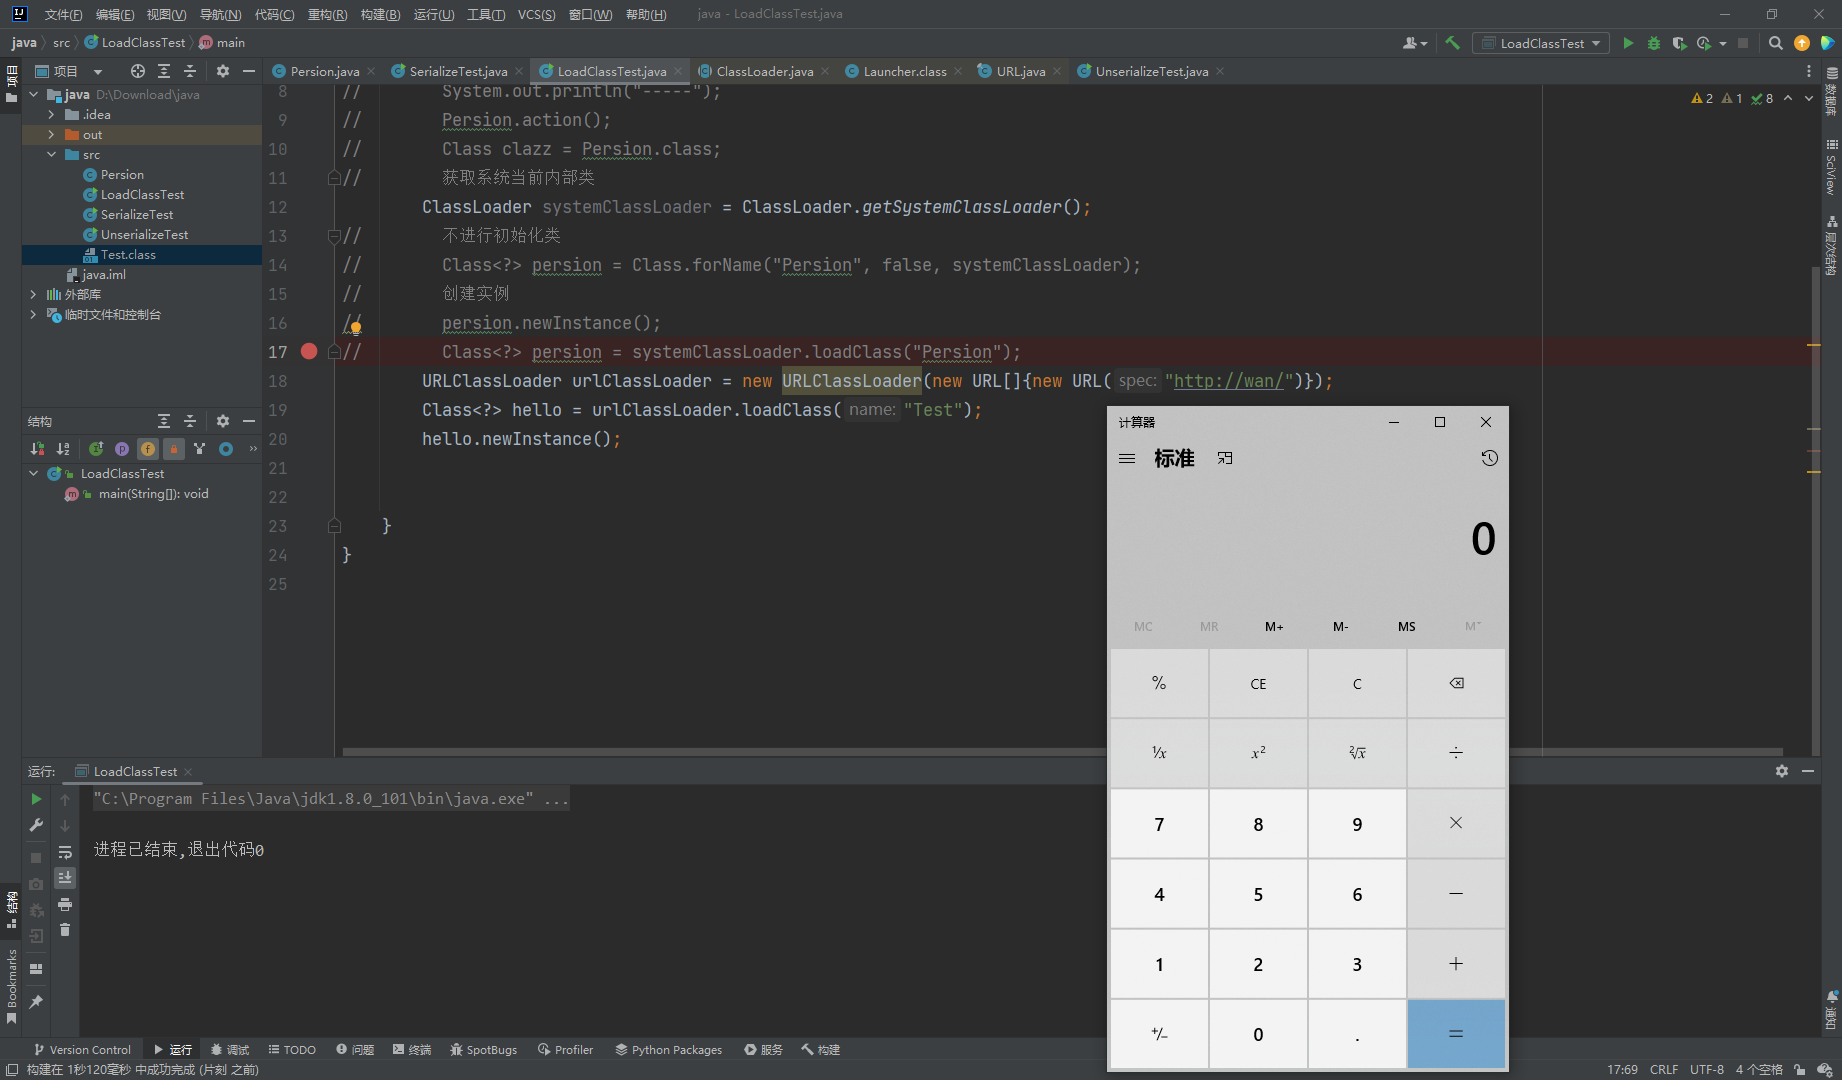 文件(F) 编辑(E) 视图(V) 导航(N) 代码(C) 重构(R) 构建(B) 运行(U) 工具(T) VCS(S) 窗口(W) 帮助(H) java - LoadClassTest.java
java src LoadClassTest main LoadClassTest
项目
Persion.java SerializeTest.java LoadClassTest.java ClassLoader.java Launcher.class URL.java UnserializeTest.java
项目
java D:\Download\java
.idea
out
src
Persion
LoadClassTest
SerializeTest
UnserializeTest
Test.class
java.iml
外部库
临时文件和控制台
2 1 8
8 // System.out.println("-----");
9 // Persion.action();
10 // Class clazz = Persion.class;
11 // 获取系统当前内部类
12 ClassLoader systemClassLoader = ClassLoader.getSystemClassLoader();
13 // 不进行初始化类
14 // Class<?> persion = Class.forName("Persion", false, systemClassLoader);
15 // 创建实例
16 // persion.newInstance();
17 // Class<?> persion = systemClassLoader.loadClass("Persion");
18 URLClassLoader urlClassLoader = new URLClassLoader(new URL[]{new URL( spec: "http://wan/")});
19 Class<?> hello = urlClassLoader.loadClass( name: "Test");
20 hello.newInstance();
21
22
23 }
24 }
25
数据库
SciView
层次结构
通知
结构
LoadClassTest
main(String[]): void
计算器
标准
0
MC MR M+ M- MS M˅
% CE C
¹⁄x x² ²√x ÷
7 8 9 ×
4 5 6 −
1 2 3 +
+/− 0 . =
运行: LoadClassTest
"C:\Program Files\Java\jdk1.8.0_101\bin\java.exe" ...
进程已结束,退出代码0
结构
Bookmarks
Version Control 运行 调试 TODO 问题 终端 SpotBugs Profiler Python Packages 服务 构建
构建在 1秒120毫秒 中成功完成 (片刻 之前) 17:69 CRLF UTF-8 4 个空格